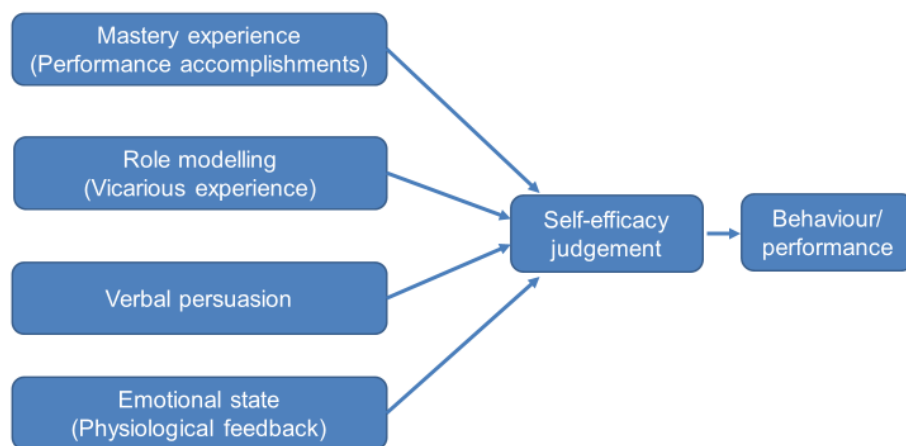 Mastery experience
(Performance accomplishments)
Role modelling
(Vicarious experience)
Verbal persuasion
Emotional state
(Physiological feedback)
Self-efficacy
judgement
Behaviour/
performance